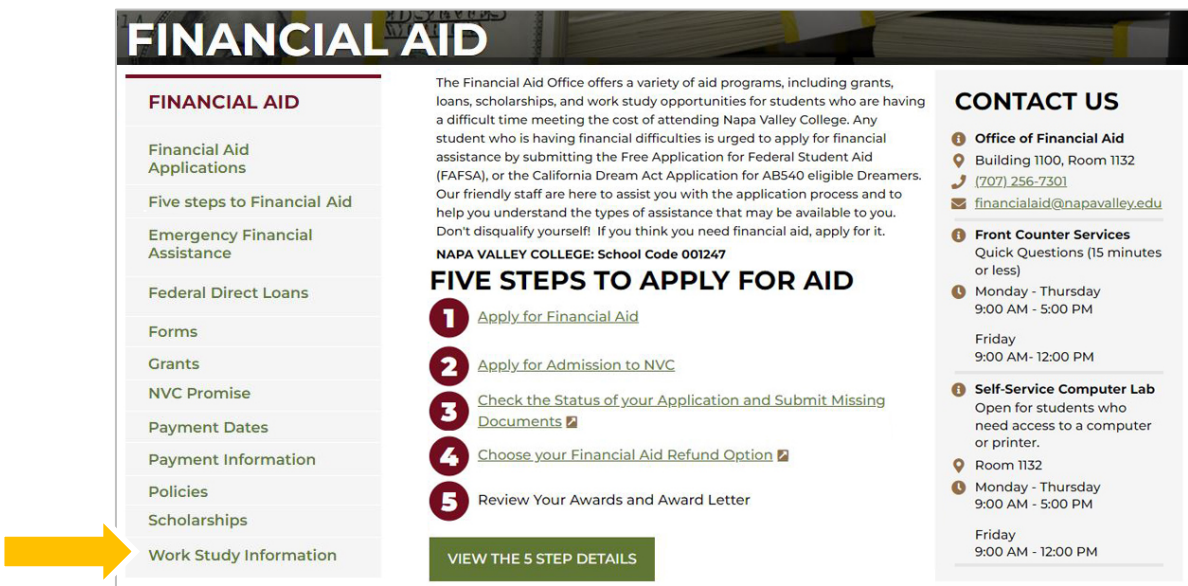 FINANCIAL AID
FINANCIAL AID
Financial Aid
Applications
Five steps to Financial Aid
Emergency Financial
Assistance
Federal Direct Loans
Forms
Grants
NVC Promise
Payment Dates
Payment Information
Policies
Scholarships
Work Study Information
The Financial Aid Office offers a variety of aid programs, including grants,
loans, scholarships, and work study opportunities for students who are having
a difficult time meeting the cost of attending Napa Valley College. Any
student who is having financial difficulties is urged to apply for financial
assistance by submitting the Free Application for Federal Student Aid
(FAFSA), or the California Dream Act Application for AB540 eligible Dreamers.
Our friendly staff are here to assist you with the application process and to
help you understand the types of assistance that may be available to you.
Don't disqualify yourself! If you think you need financial aid, apply for it.
NAPA VALLEY COLLEGE: School Code 001247
FIVE STEPS TO APPLY FOR AID
1 Apply for Financial Aid
2 Apply for Admission to NVC
3 Check the Status of your Application and Submit Missing
Documents
4 Choose your Financial Aid Refund Option
5 Review Your Awards and Award Letter
VIEW THE 5 STEP DETAILS
CONTACT US
Office of Financial Aid
Building 1100, Room 1132
(707) 256-7301
financialaid@napavalley.edu
Front Counter Services
Quick Questions (15 minutes
or less)
Monday - Thursday
9:00 AM - 5:00 PM
Friday
9:00 AM- 12:00 PM
Self-Service Computer Lab
Open for students who
need access to a computer
or printer.
Room 1132
Monday - Thursday
9:00 AM - 5:00 PM
Friday
9:00 AM - 12:00 PM